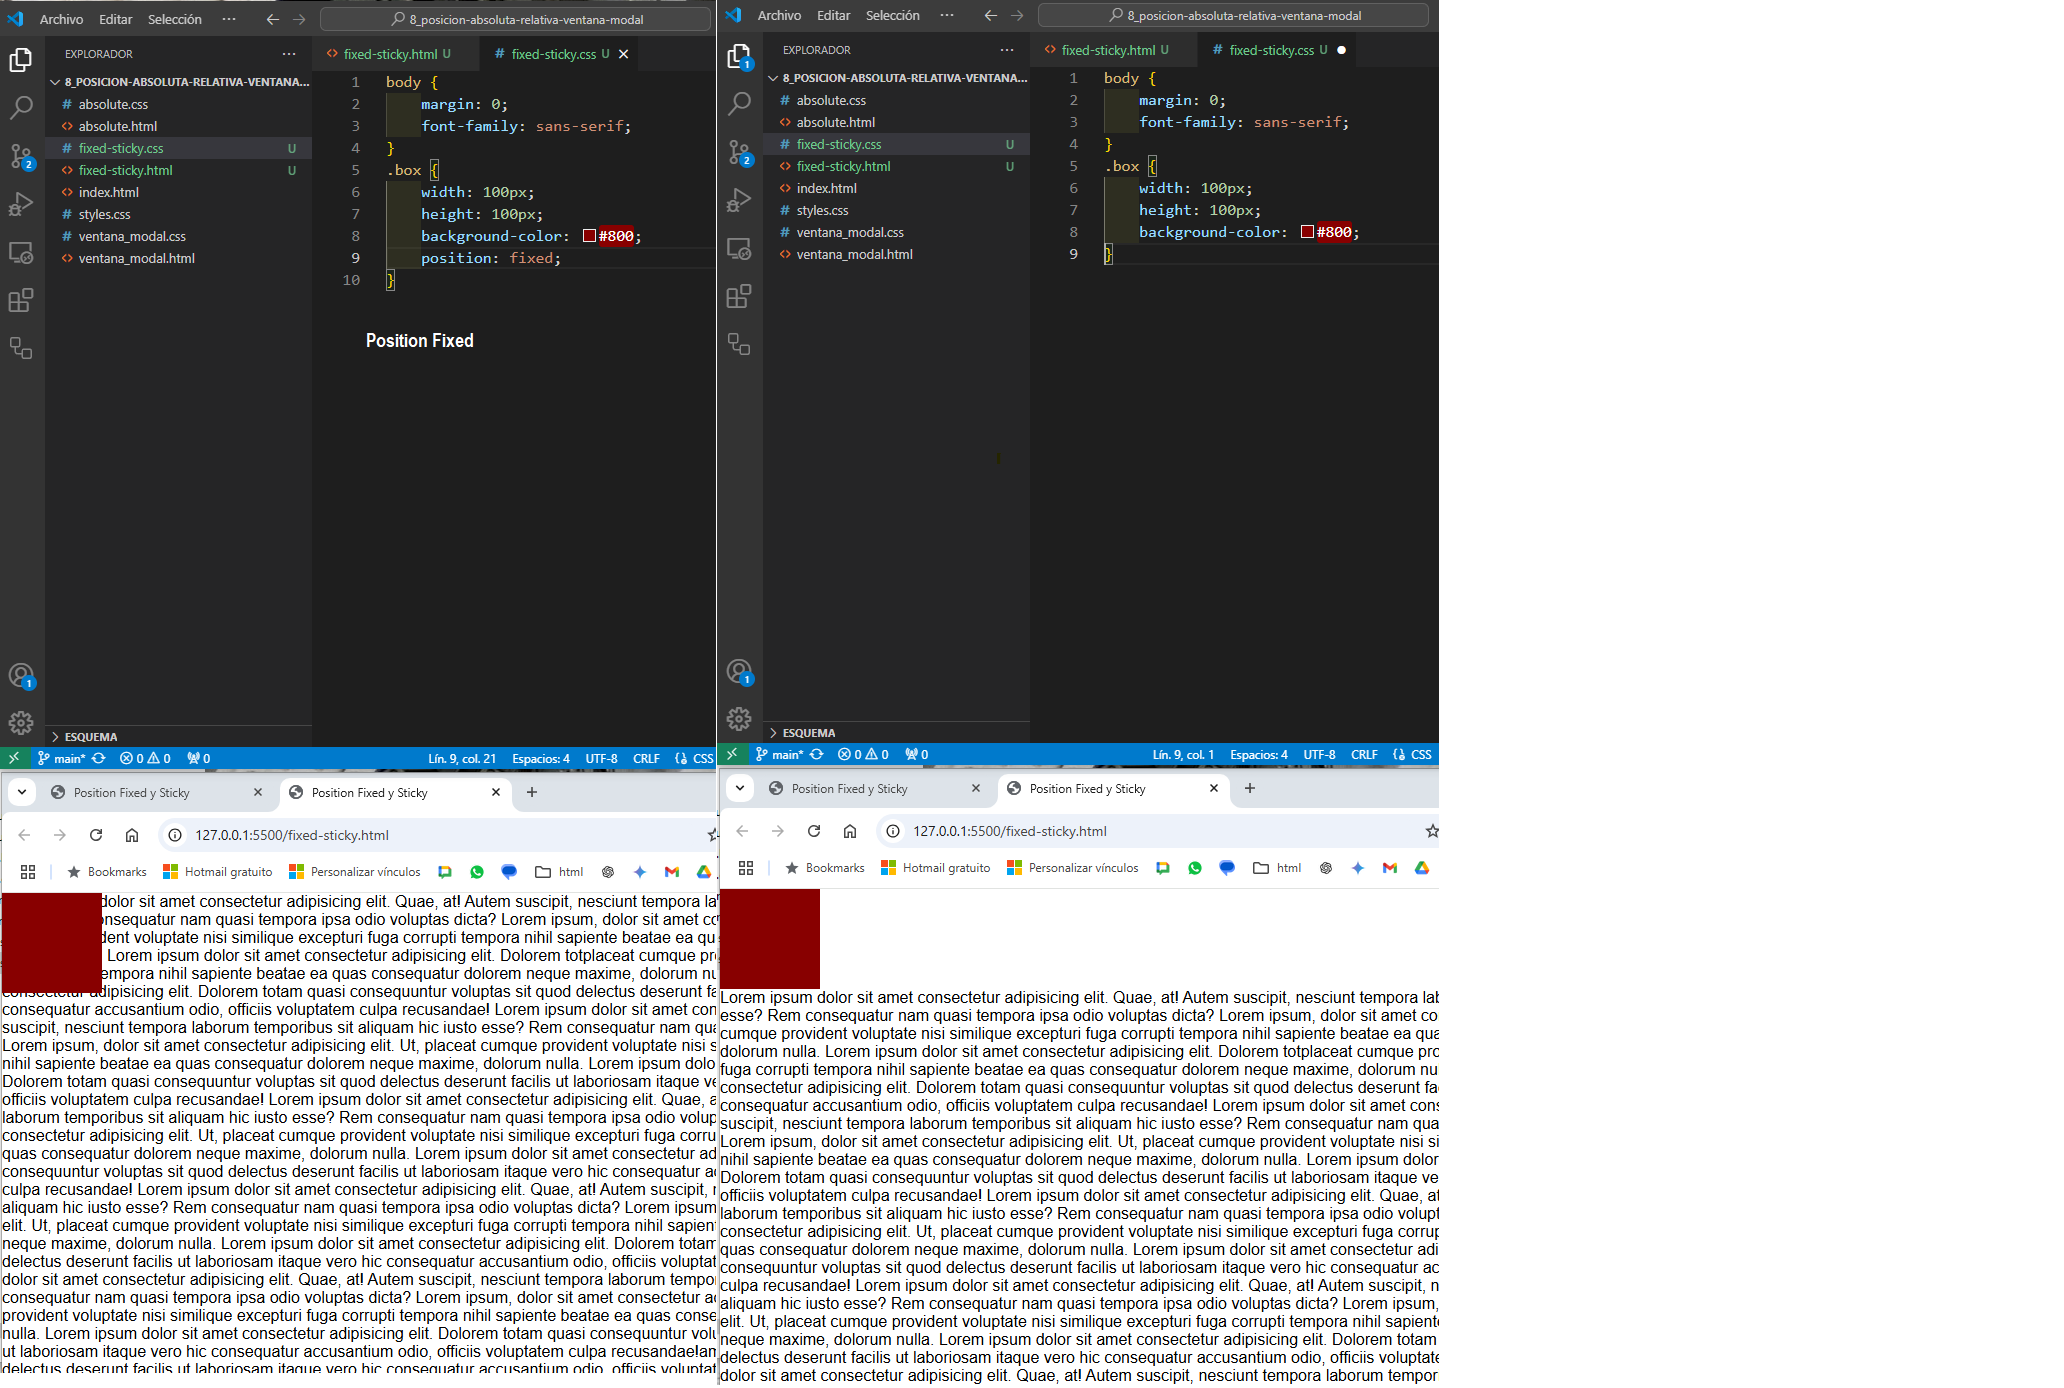 Archivo Editar Selección ··· 8_posicion-absoluta-relativa-ventana-modal
EXPLORADOR ···
8_POSICION-ABSOLUTA-RELATIVA-VENTANA...
# absolute.css
<> absolute.html
# fixed-sticky.css U
<> fixed-sticky.html U
<> index.html
# styles.css
# ventana_modal.css
<> ventana_modal.html
2
1
ESQUEMA
<> fixed-sticky.html U # fixed-sticky.css U
1 body {
2 margin: 0;
3 font-family: sans-serif;
4 }
5 .box {
6 width: 100px;
7 height: 100px;
8 background-color: #800;
9 position: fixed;
10 }
Position Fixed
main* 0 0 0 Lín. 9, col. 21 Espacios: 4 UTF-8 CRLF {} CSS
Position Fixed y Sticky Position Fixed y Sticky
127.0.0.1:5500/fixed-sticky.html
Bookmarks Hotmail gratuito Personalizar vínculos html
dolor sit amet consectetur adipisicing elit. Quae, at! Autem suscipit, nesciunt tempora la
onsequatur nam quasi tempora ipsa odio voluptas dicta? Lorem ipsum, dolor sit amet co
dent voluptate nisi similique excepturi fuga corrupti tempora nihil sapiente beatae ea qu
Lorem ipsum dolor sit amet consectetur adipisicing elit. Dolorem totplaceat cumque pr
empora nihil sapiente beatae ea quas consequatur dolorem neque maxime, dolorum nu
consectetur adipisicing elit. Dolorem totam quasi consequuntur voluptas sit quod delectus deserunt fa
consequatur accusantium odio, officiis voluptatem culpa recusandae! Lorem ipsum dolor sit amet con
suscipit, nesciunt tempora laborum temporibus sit aliquam hic iusto esse? Rem consequatur nam qua
Lorem ipsum, dolor sit amet consectetur adipisicing elit. Ut, placeat cumque provident voluptate nisi s
nihil sapiente beatae ea quas consequatur dolorem neque maxime, dolorum nulla. Lorem ipsum dolo
Dolorem totam quasi consequuntur voluptas sit quod delectus deserunt facilis ut laboriosam itaque ve
officiis voluptatem culpa recusandae! Lorem ipsum dolor sit amet consectetur adipisicing elit. Quae, a
laborum temporibus sit aliquam hic iusto esse? Rem consequatur nam quasi tempora ipsa odio volup
consectetur adipisicing elit. Ut, placeat cumque provident voluptate nisi similique excepturi fuga corru
quas consequatur dolorem neque maxime, dolorum nulla. Lorem ipsum dolor sit amet consectetur ad
consequuntur voluptas sit quod delectus deserunt facilis ut laboriosam itaque vero hic consequatur a
culpa recusandae! Lorem ipsum dolor sit amet consectetur adipisicing elit. Quae, at! Autem suscipit, r
aliquam hic iusto esse? Rem consequatur nam quasi tempora ipsa odio voluptas dicta? Lorem ipsum
elit. Ut, placeat cumque provident voluptate nisi similique excepturi fuga corrupti tempora nihil sapien
neque maxime, dolorum nulla. Lorem ipsum dolor sit amet consectetur adipisicing elit. Dolorem totam
delectus deserunt facilis ut laboriosam itaque vero hic consequatur accusantium odio, officiis voluptat
dolor sit amet consectetur adipisicing elit. Quae, at! Autem suscipit, nesciunt tempora laborum tempo
consequatur nam quasi tempora ipsa odio voluptas dicta? Lorem ipsum, dolor sit amet consectetur a
provident voluptate nisi similique excepturi fuga corrupti tempora nihil sapiente beatae ea quas conse
nulla. Lorem ipsum dolor sit amet consectetur adipisicing elit. Dolorem totam quasi consequuntur volu
ut laboriosam itaque vero hic consequatur accusantium odio, officiis voluptatem culpa recusandae!am
delectus deserunt facilis ut laboriosam itaque vero hic consequatur accusantium odio, officiis voluptat
Archivo Editar Selección ··· 8_posicion-absoluta-relativa-ventana-modal
EXPLORADOR ···
8_POSICION-ABSOLUTA-RELATIVA-VENTANA...
# absolute.css
<> absolute.html
# fixed-sticky.css U
<> fixed-sticky.html U
<> index.html
# styles.css
# ventana_modal.css
<> ventana_modal.html
1
2
1
ESQUEMA
<> fixed-sticky.html U # fixed-sticky.css U
1 body {
2 margin: 0;
3 font-family: sans-serif;
4 }
5 .box {
6 width: 100px;
7 height: 100px;
8 background-color: #800;
9 }
main* 0 0 0 Lín. 9, col. 1 Espacios: 4 UTF-8 CRLF {} CSS
Position Fixed y Sticky Position Fixed y Sticky
127.0.0.1:5500/fixed-sticky.html
Bookmarks Hotmail gratuito Personalizar vínculos html
Lorem ipsum dolor sit amet consectetur adipisicing elit. Quae, at! Autem suscipit, nesciunt tempora lab
esse? Rem consequatur nam quasi tempora ipsa odio voluptas dicta? Lorem ipsum, dolor sit amet co
cumque provident voluptate nisi similique excepturi fuga corrupti tempora nihil sapiente beatae ea qua
dolorum nulla. Lorem ipsum dolor sit amet consectetur adipisicing elit. Dolorem totplaceat cumque pro
fuga corrupti tempora nihil sapiente beatae ea quas consequatur dolorem neque maxime, dolorum nu
consectetur adipisicing elit. Dolorem totam quasi consequuntur voluptas sit quod delectus deserunt fa
consequatur accusantium odio, officiis voluptatem culpa recusandae! Lorem ipsum dolor sit amet cons
suscipit, nesciunt tempora laborum temporibus sit aliquam hic iusto esse? Rem consequatur nam qua
Lorem ipsum, dolor sit amet consectetur adipisicing elit. Ut, placeat cumque provident voluptate nisi si
nihil sapiente beatae ea quas consequatur dolorem neque maxime, dolorum nulla. Lorem ipsum dolor
Dolorem totam quasi consequuntur voluptas sit quod delectus deserunt facilis ut laboriosam itaque ve
officiis voluptatem culpa recusandae! Lorem ipsum dolor sit amet consectetur adipisicing elit. Quae, at
laborum temporibus sit aliquam hic iusto esse? Rem consequatur nam quasi tempora ipsa odio volupt
consectetur adipisicing elit. Ut, placeat cumque provident voluptate nisi similique excepturi fuga corrup
quas consequatur dolorem neque maxime, dolorum nulla. Lorem ipsum dolor sit amet consectetur adi
consequuntur voluptas sit quod delectus deserunt facilis ut laboriosam itaque vero hic consequatur ac
culpa recusandae! Lorem ipsum dolor sit amet consectetur adipisicing elit. Quae, at! Autem suscipit, n
aliquam hic iusto esse? Rem consequatur nam quasi tempora ipsa odio voluptas dicta? Lorem ipsum,
elit. Ut, placeat cumque provident voluptate nisi similique excepturi fuga corrupti tempora nihil sapient
neque maxime, dolorum nulla. Lorem ipsum dolor sit amet consectetur adipisicing elit. Dolorem totam
delectus deserunt facilis ut laboriosam itaque vero hic consequatur accusantium odio, officiis voluptate
dolor sit amet consectetur adipisicing elit. Quae, at! Autem suscipit, nesciunt tempora laborum tempor